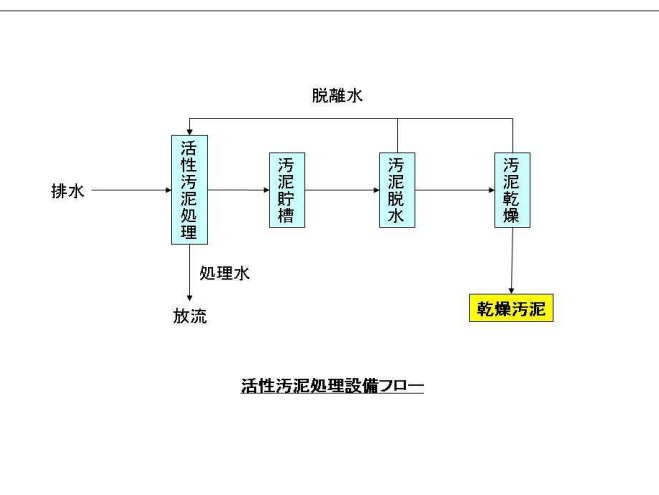 脱離水
排水
活性汚泥処理
汚泥貯槽
汚泥脱水
汚泥乾燥
処理水
放流
乾燥汚泥
活性汚泥処理設備フロー